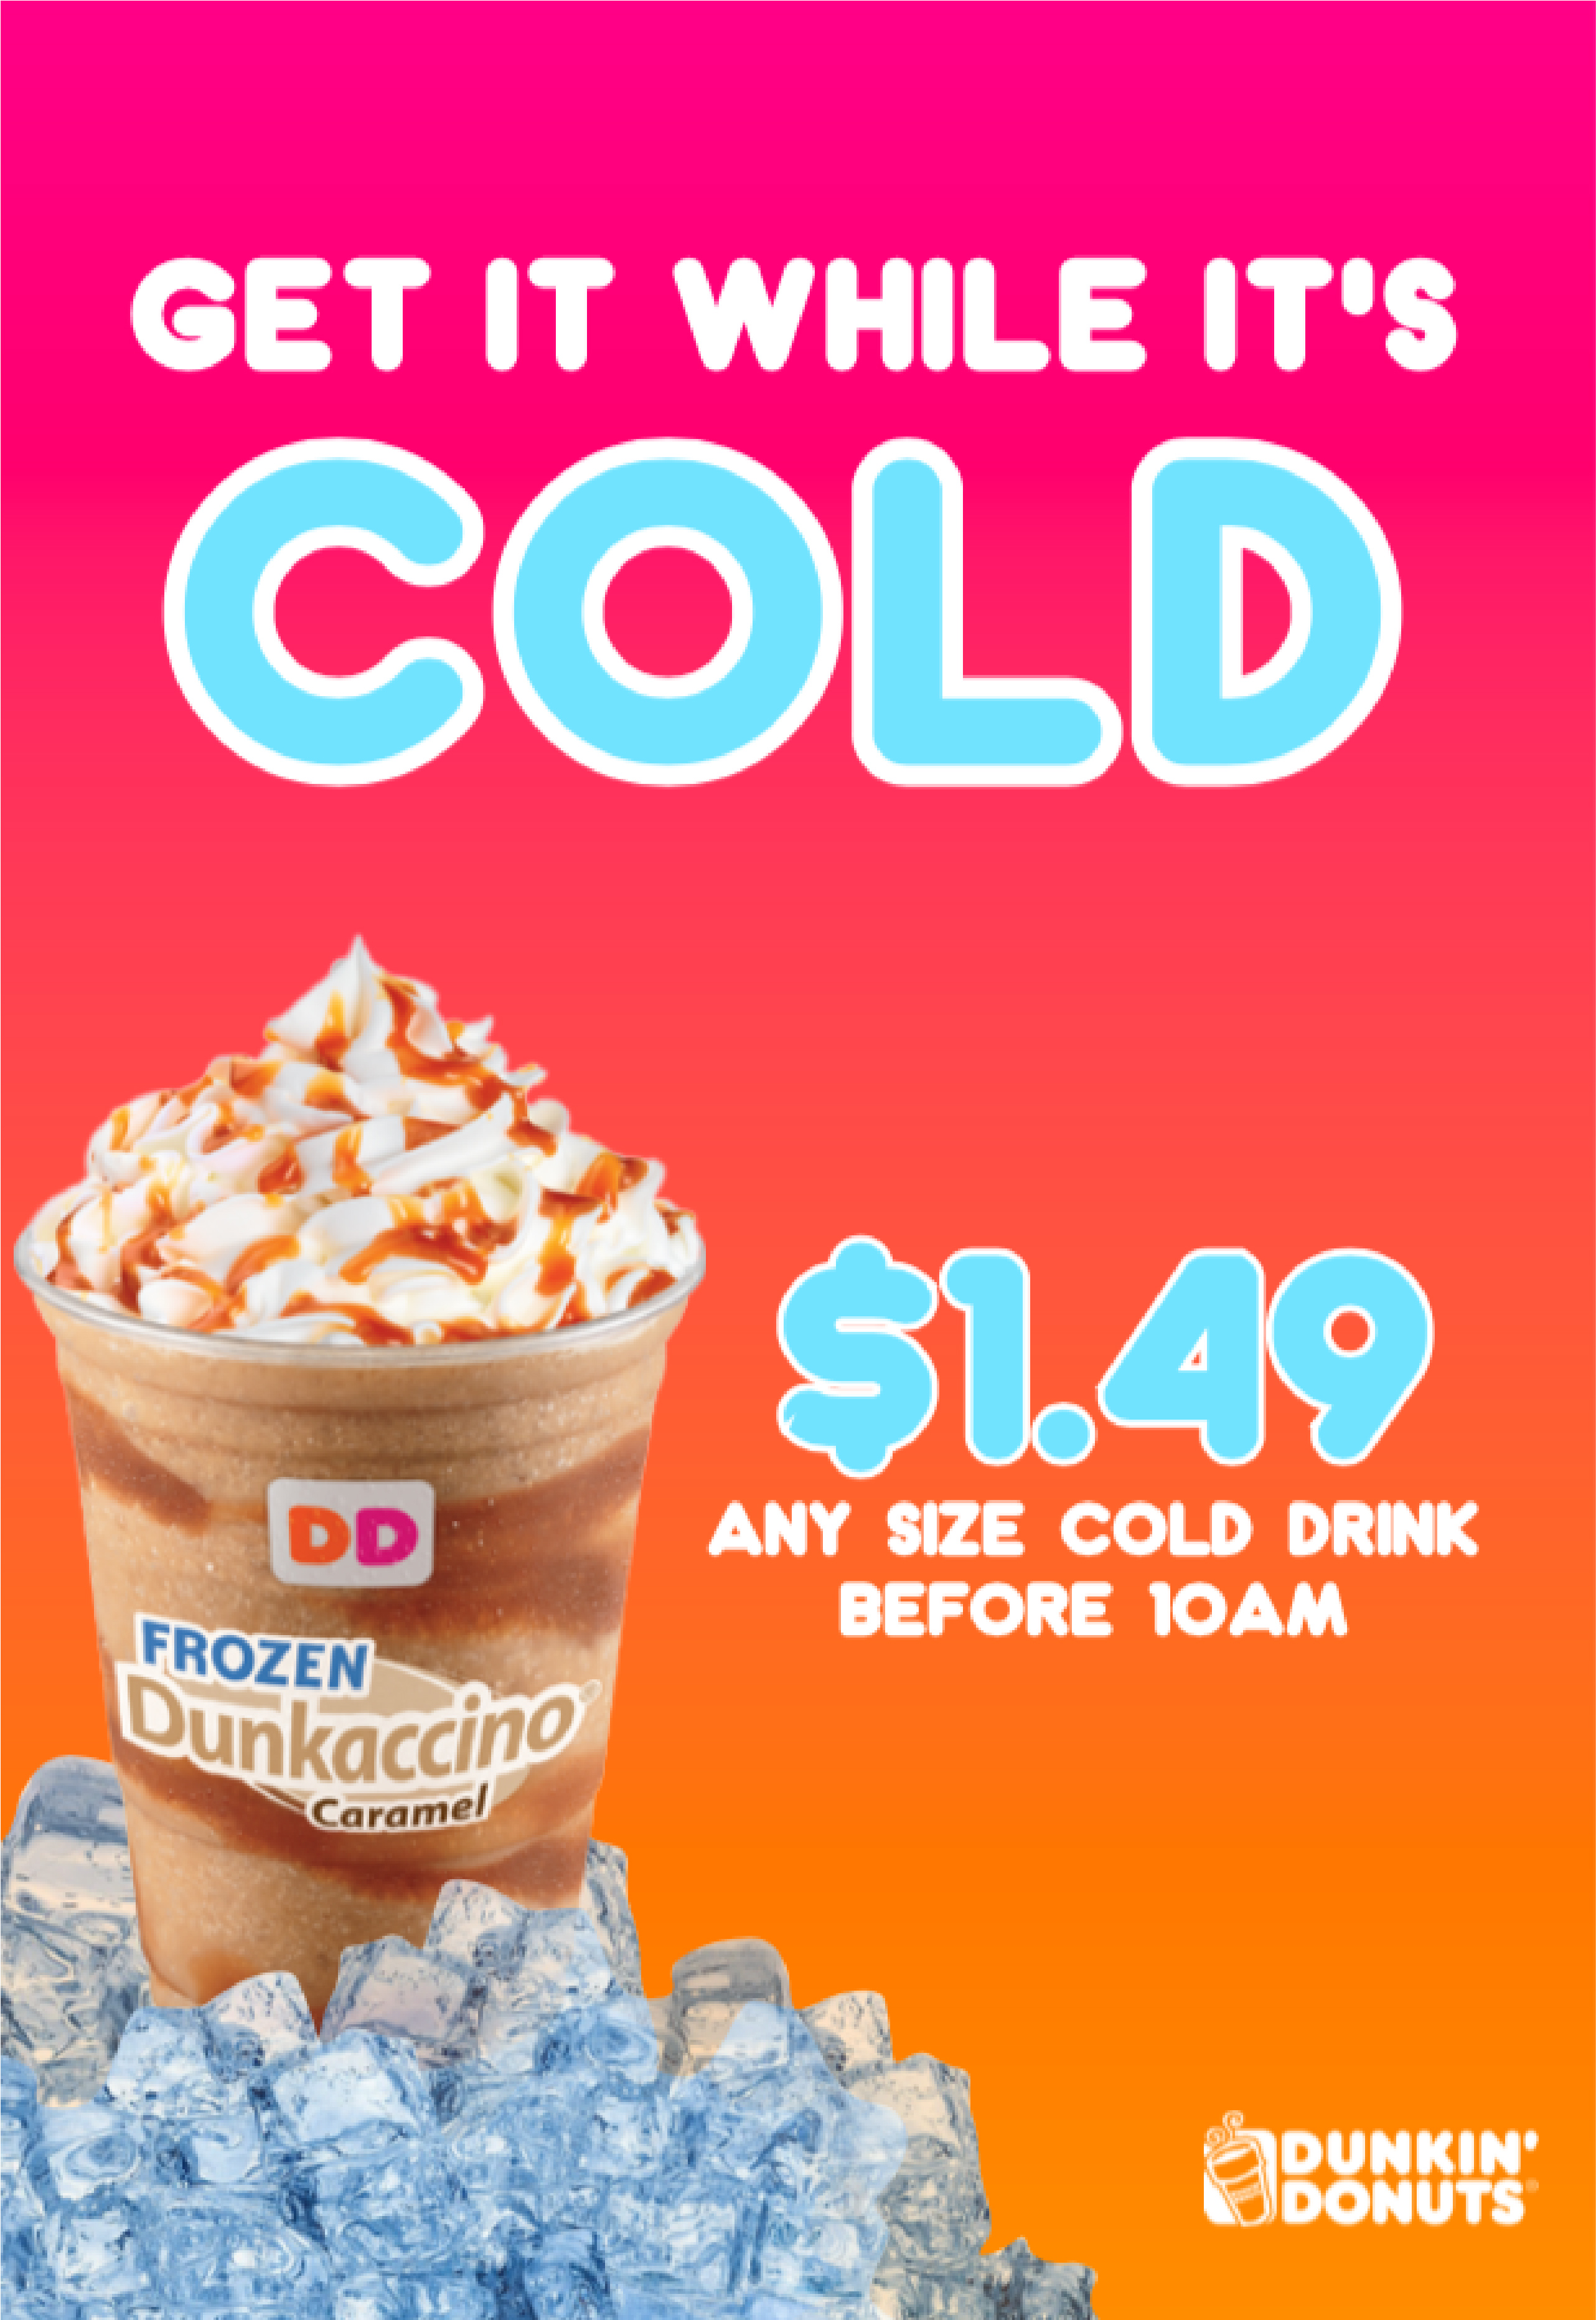 GET IT WHILE IT'S
COLD
$1.49
ANY SIZE COLD DRINK
BEFORE 10AM
DD
FROZEN
Dunkaccino®
Caramel
DUNKIN'
DONUTS